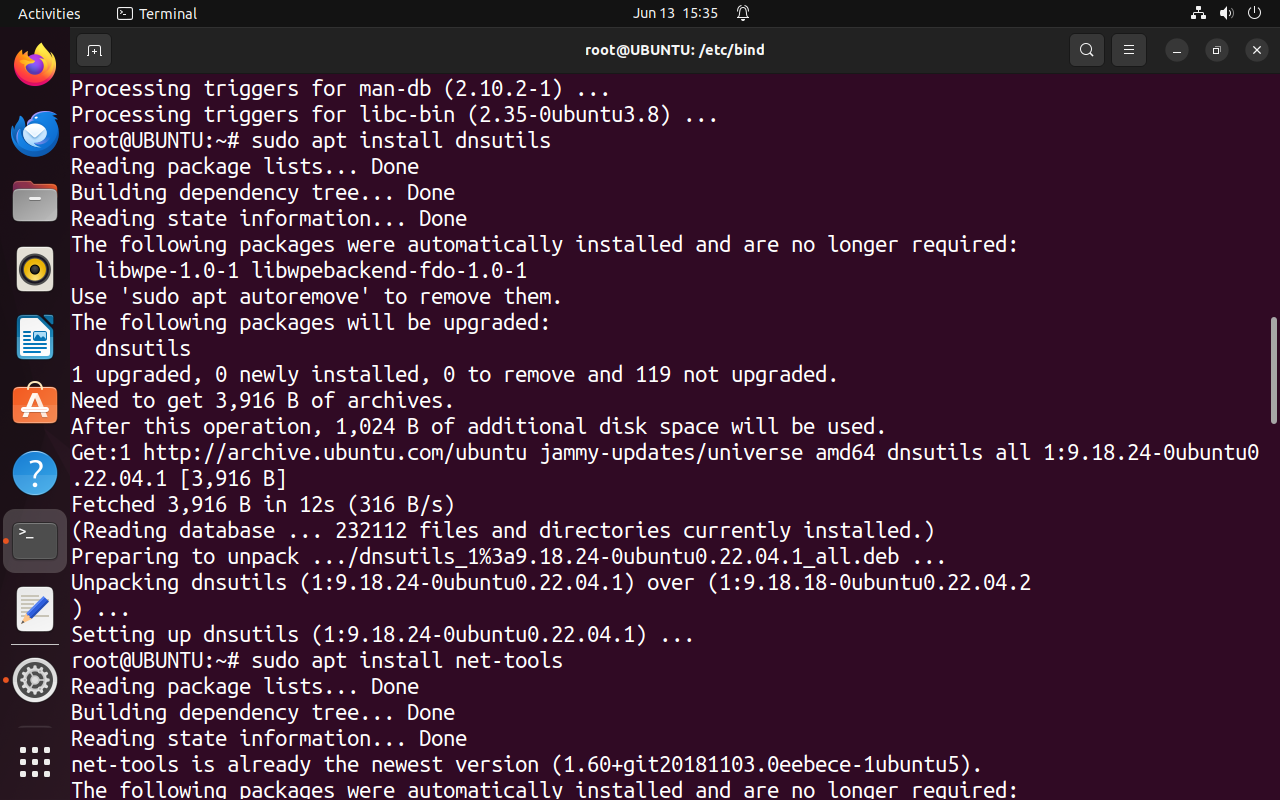 Activities Terminal Jun 13 15:35
root@UBUNTU: /etc/bind
Processing triggers for man-db (2.10.2-1) ...
Processing triggers for libc-bin (2.35-0ubuntu3.8) ...
root@UBUNTU:~# sudo apt install dnsutils
Reading package lists... Done
Building dependency tree... Done
Reading state information... Done
The following packages were automatically installed and are no longer required:
  libwpe-1.0-1 libwpebackend-fdo-1.0-1
Use 'sudo apt autoremove' to remove them.
The following packages will be upgraded:
  dnsutils
1 upgraded, 0 newly installed, 0 to remove and 119 not upgraded.
Need to get 3,916 B of archives.
After this operation, 1,024 B of additional disk space will be used.
Get:1 http://archive.ubuntu.com/ubuntu jammy-updates/universe amd64 dnsutils all 1:9.18.24-0ubuntu0
.22.04.1 [3,916 B]
Fetched 3,916 B in 12s (316 B/s)
(Reading database ... 232112 files and directories currently installed.)
Preparing to unpack .../dnsutils_1%3a9.18.24-0ubuntu0.22.04.1_all.deb ...
Unpacking dnsutils (1:9.18.24-0ubuntu0.22.04.1) over (1:9.18.18-0ubuntu0.22.04.2
) ...
Setting up dnsutils (1:9.18.24-0ubuntu0.22.04.1) ...
root@UBUNTU:~# sudo apt install net-tools
Reading package lists... Done
Building dependency tree... Done
Reading state information... Done
net-tools is already the newest version (1.60+git20181103.0eebece-1ubuntu5).
The following packages were automatically installed and are no longer required: